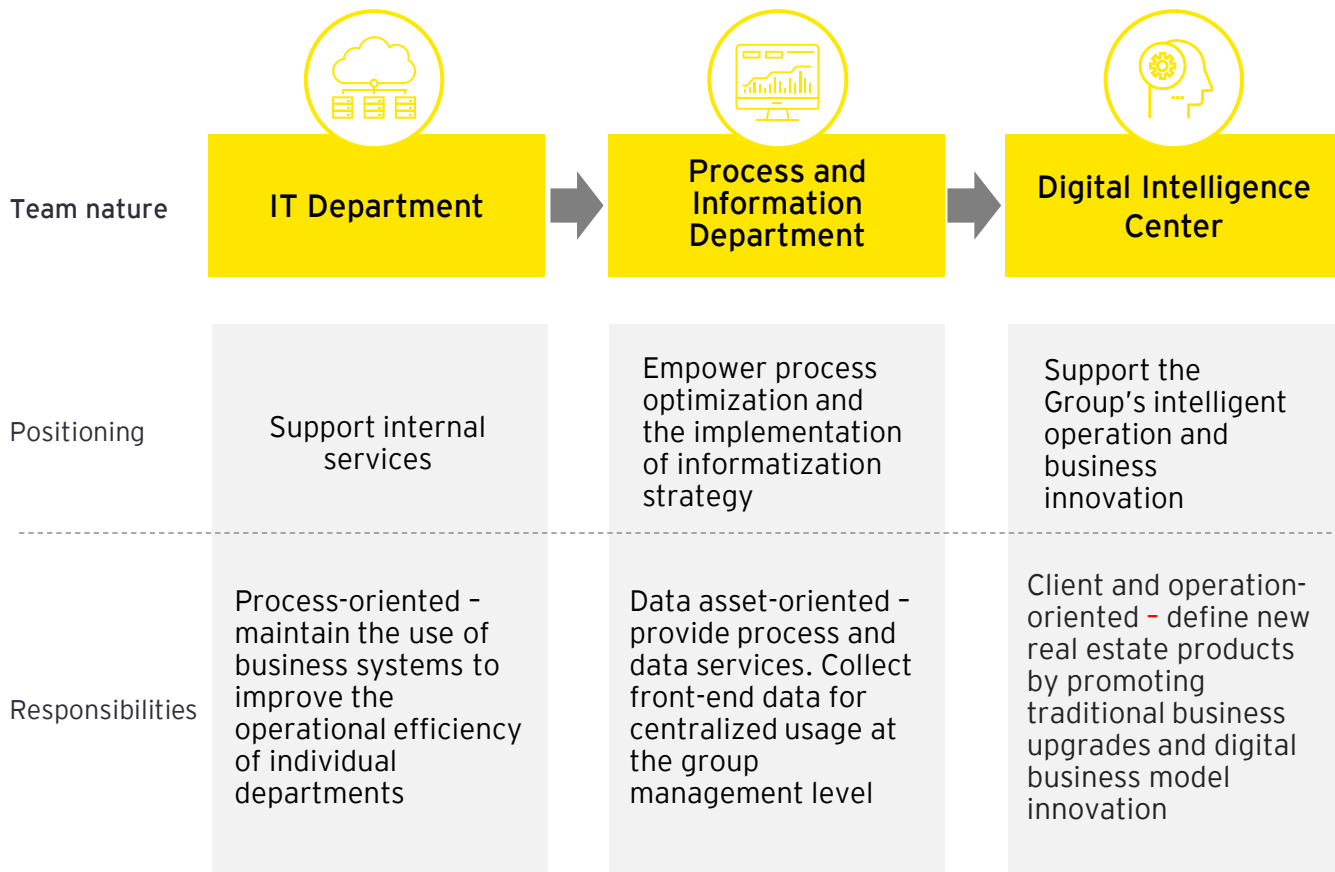 Team nature
IT Department
Process and
Information
Department
Digital Intelligence
Center
Positioning
Support internal
services
Empower process
optimization and
the implementation
of informatization
strategy
Support the
Group’s intelligent
operation and
business
innovation
Responsibilities
Process-oriented –
maintain the use of
business systems to
improve the
operational efficiency
of individual
departments
Data asset-oriented –
provide process and
data services. Collect
front-end data for
centralized usage at
the group
management level
Client and operation-
oriented – define new
real estate products
by promoting
traditional business
upgrades and digital
business model
innovation